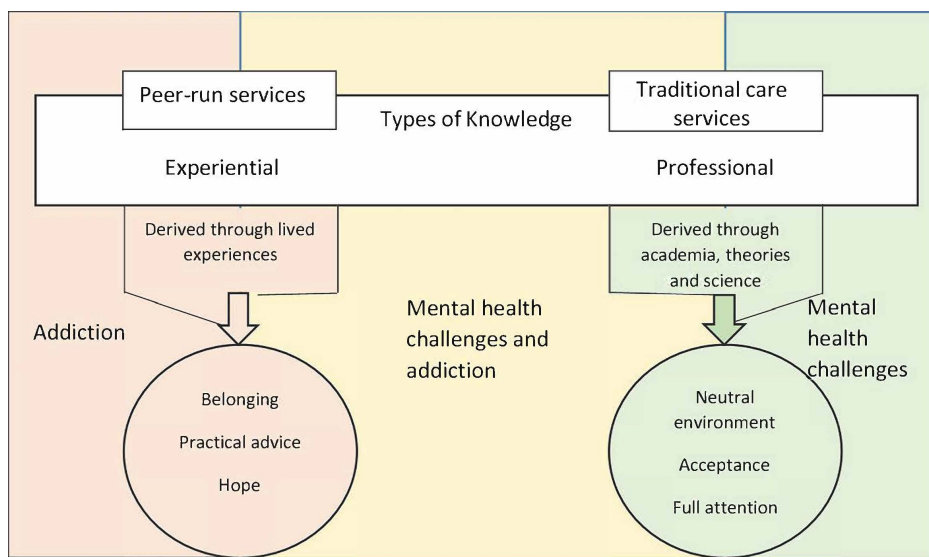 Peer-run services
Traditional care
services
Types of Knowledge
Experiential
Professional
Derived through lived
experiences
Derived through
academia, theories
and science
Addiction
Mental health
challenges and
addiction
Mental
health
challenges
Belonging
Practical advice
Hope
Neutral
environment
Acceptance
Full attention